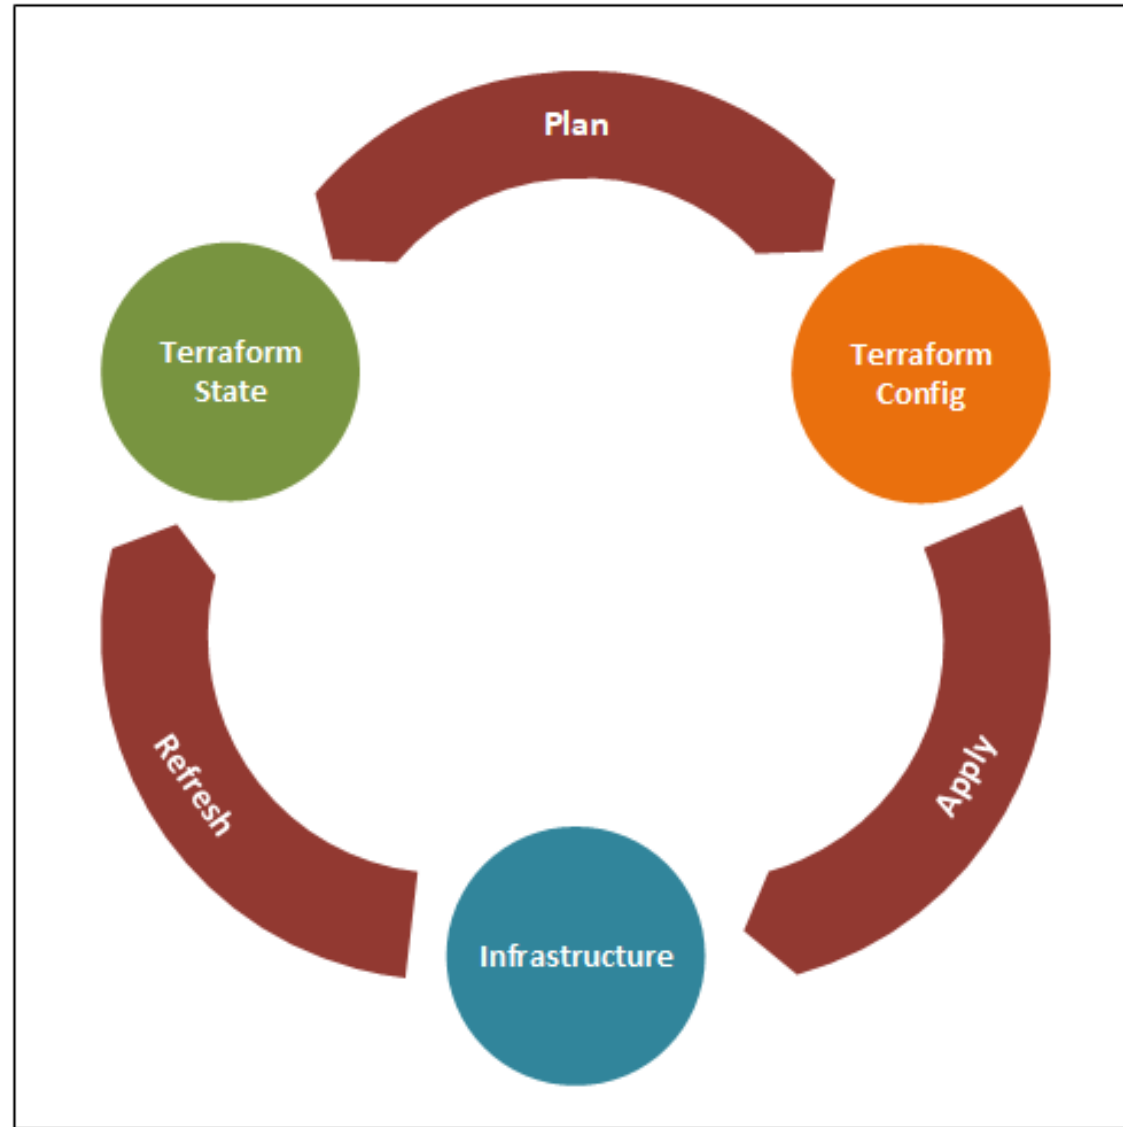 Plan
Terraform
State
Terraform
Config
Refresh
Apply
Infrastructure